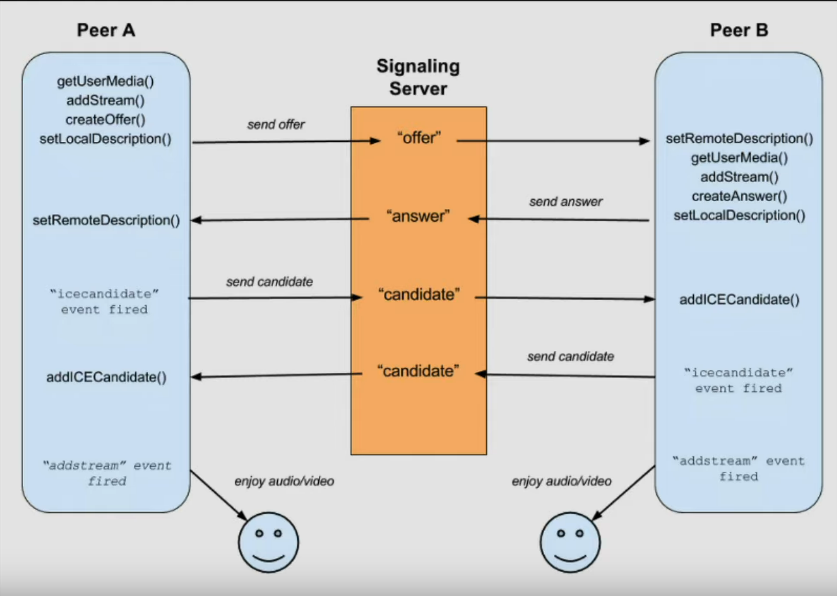 Peer A
Peer B
Signaling
Server
getUserMedia()
addStream()
createOffer()
setLocalDescription()
send offer
“offer”
setRemoteDescription()
getUserMedia()
addStream()
createAnswer()
setLocalDescription()
setRemoteDescription()
“answer”
send answer
“icecandidate”
event fired
send candidate
“candidate”
addICECandidate()
addICECandidate()
“candidate”
send candidate
“icecandidate”
event fired
“addstream” event
fired
enjoy audio/video
enjoy audio/video
“addstream” event
fired